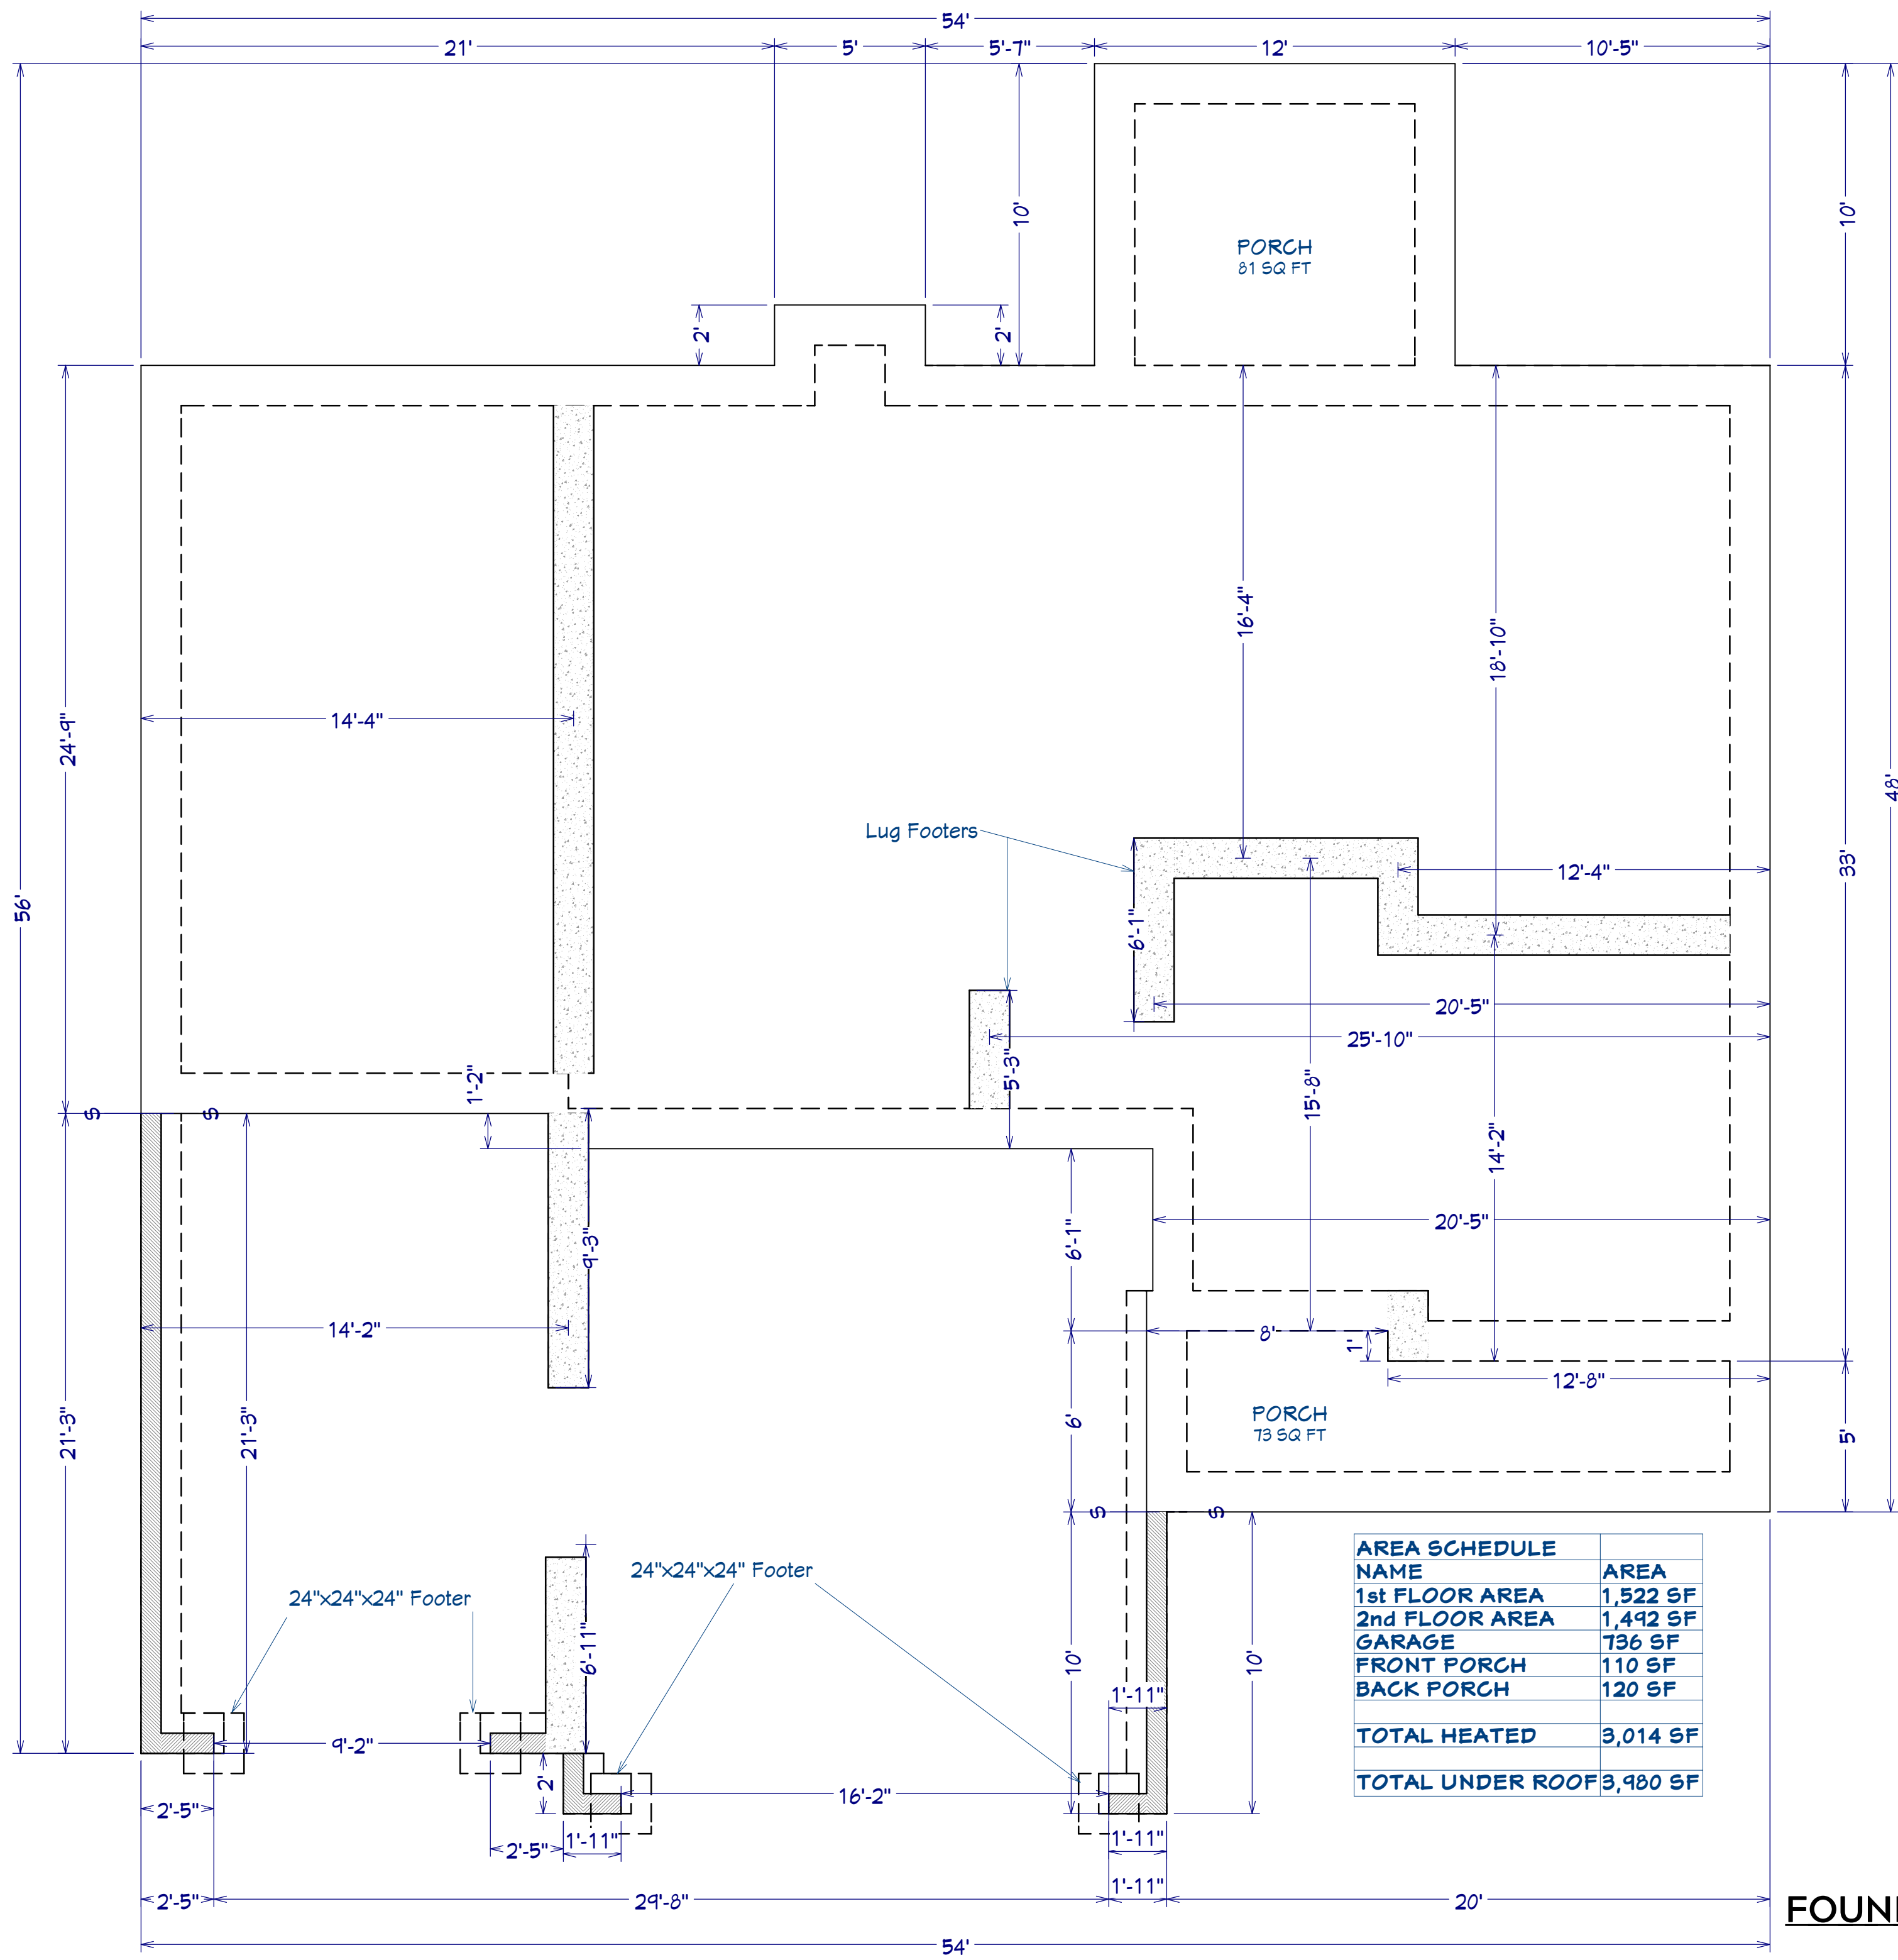 54'
21'
5'
5'-7"
12'
10'-5"
10'
10'
PORCH
81 SQ FT
2'
2'
56'
48'
24'-9"
16'-4"
18'-10"
14'-4"
Lug Footers
33'
12'-4"
6'-1"
20'-5"
25'-10"
5'-3"
15'-8"
1'-2"
S
S
14'-2"
20'-5"
6'-1"
9'-3"
14'-2"
8'
1'
12'-8"
PORCH
73 SQ FT
6'
5'
21'-3"
21'-3"
S
S
AREA SCHEDULE
NAME AREA
1st FLOOR AREA 1,522 SF
2nd FLOOR AREA 1,492 SF
GARAGE 736 SF
FRONT PORCH 110 SF
BACK PORCH 120 SF
TOTAL HEATED 3,014 SF
TOTAL UNDER ROOF 3,980 SF
24"x24"x24" Footer
24"x24"x24" Footer
6'-11"
10'
10'
1'-11"
9'-2"
2'
16'-2"
2'-5"
2'-5"
1'-11"
1'-11"
2'-5"
29'-8"
1'-11"
20'
54'
FOUN